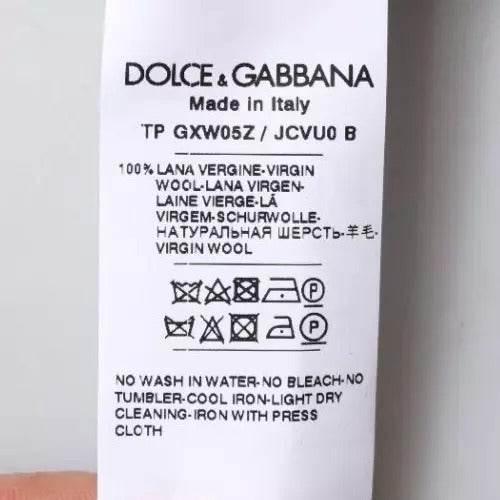 DOLCE & GABBANA
Made in Italy
TP GXW05Z / JCVU0 B
100% LANA VERGINE-VIRGIN
WOOL-LANA VIRGEN-
LAINE VIERGE-LÃ
VIRGEM-SCHURWOLLE-
НАТУРАЛЬНАЯ ШЕРСТЬ-羊毛-
VIRGIN WOOL
P
P
NO WASH IN WATER-NO BLEACH-NO
TUMBLER-COOL IRON-LIGHT DRY
CLEANING-IRON WITH PRESS
CLOTH